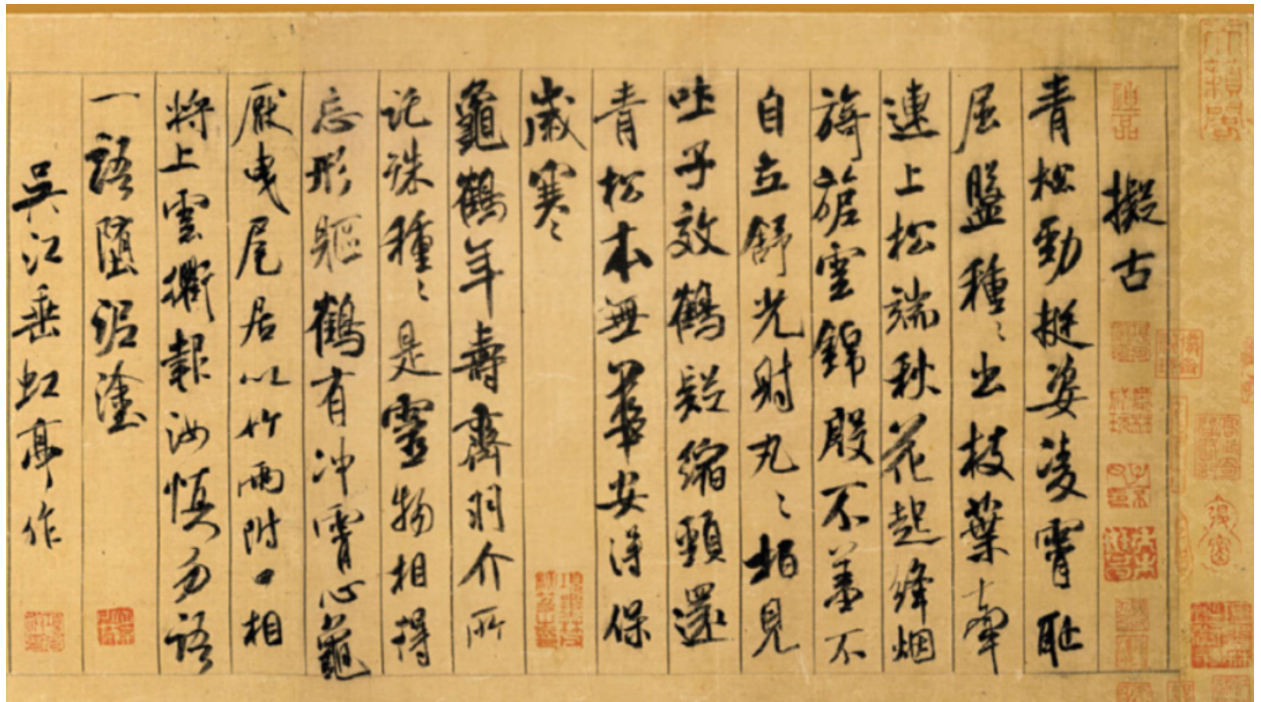 擬古
青松勁挺姿凌霄恥
屈盤種〻出枝葉牽
連上松端秋花起絳烟
旖旎雲錦殷不羞不
自立舒光射丸〻柏見
吐子效鶴疑縮頸還
青松本無華安得保
歲寒
龜鶴年壽齊羽介所
託殊種〻是靈物相得
忘形軀鶴有冲霄心龜
厭曳尾居以竹兩附口相
將上雲衢報汝慎勿語
一語墮泥塗
吳江垂虹亭作